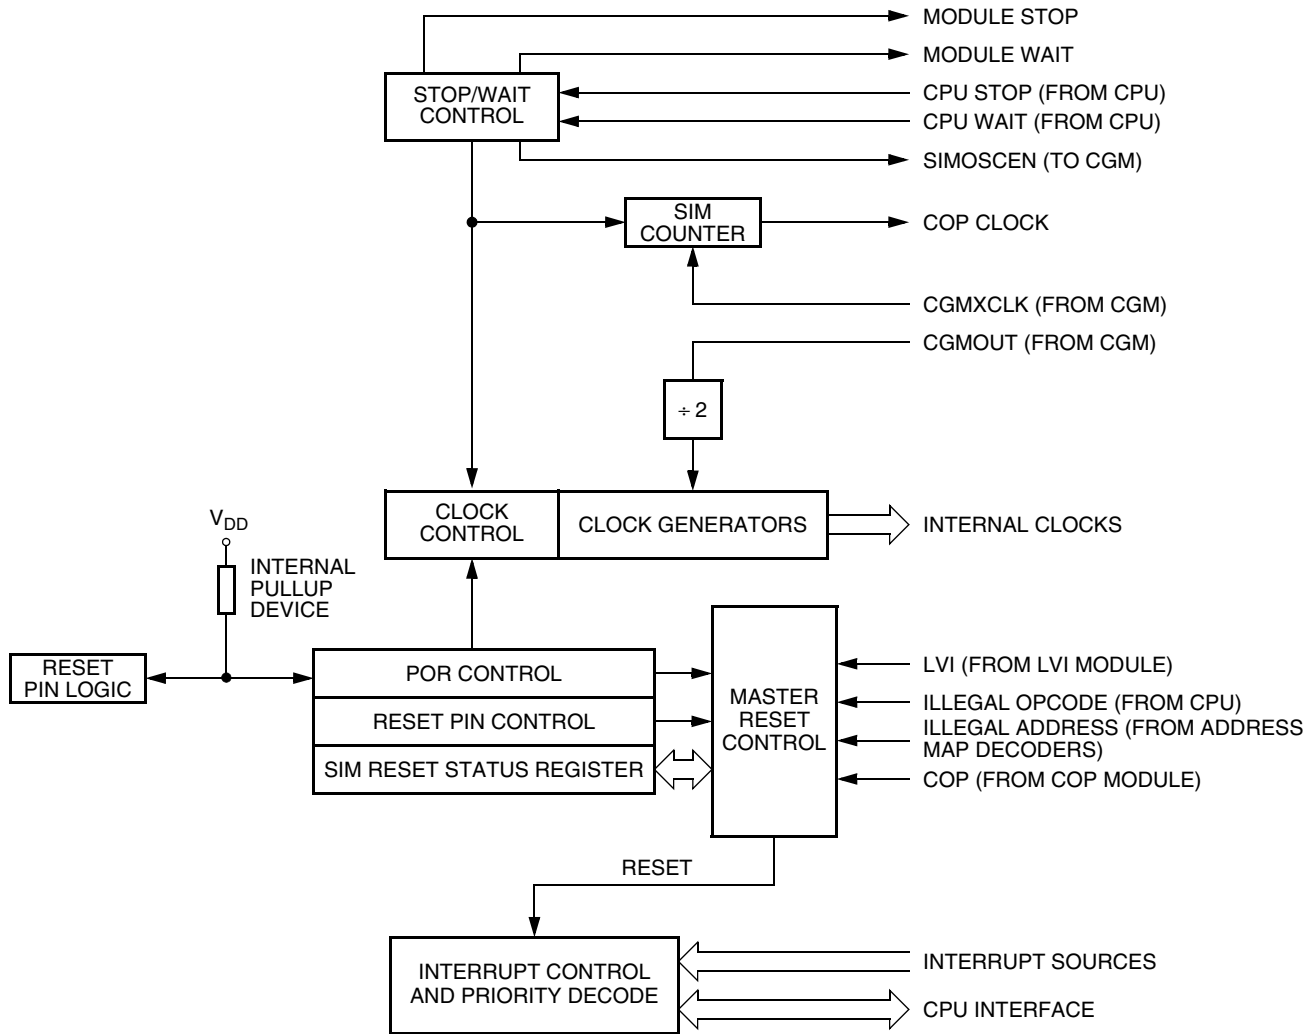 MODULE STOP
MODULE WAIT
STOP/WAIT
CONTROL
CPU STOP (FROM CPU)
CPU WAIT (FROM CPU)
SIMOSCEN (TO CGM)
SIM
COUNTER
COP CLOCK
CGMXCLK (FROM CGM)
CGMOUT (FROM CGM)
÷ 2
CLOCK
CONTROL
CLOCK GENERATORS
INTERNAL CLOCKS
VDD
INTERNAL
PULLUP
DEVICE
RESET
PIN LOGIC
POR CONTROL
RESET PIN CONTROL
SIM RESET STATUS REGISTER
MASTER
RESET
CONTROL
LVI (FROM LVI MODULE)
ILLEGAL OPCODE (FROM CPU)
ILLEGAL ADDRESS (FROM ADDRESS
MAP DECODERS)
COP (FROM COP MODULE)
RESET
INTERRUPT CONTROL
AND PRIORITY DECODE
INTERRUPT SOURCES
CPU INTERFACE